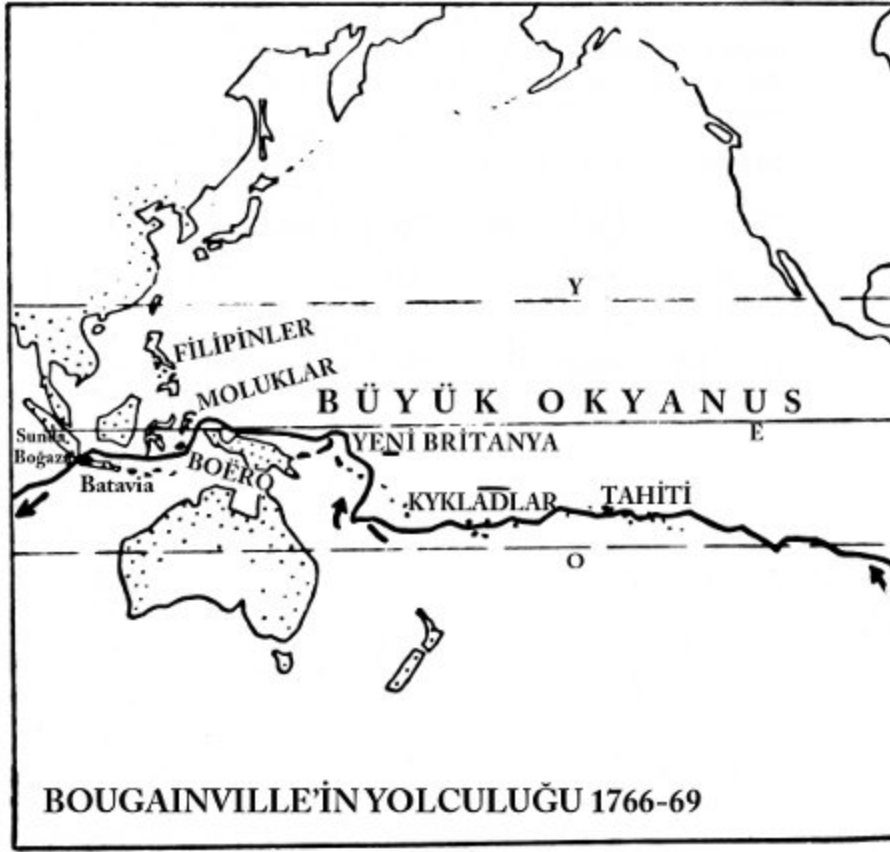 Y
FİLİPİNLER
MOLUKLAR
BÜYÜK OKYANUS
E
Sunda
Boğazı
YENİ BRİTANYA
BOËRO
Batavia
KYKLADLAR
TAHİTİ
O
BOUGAINVILLE'İN YOLCULUĞU 1766-69